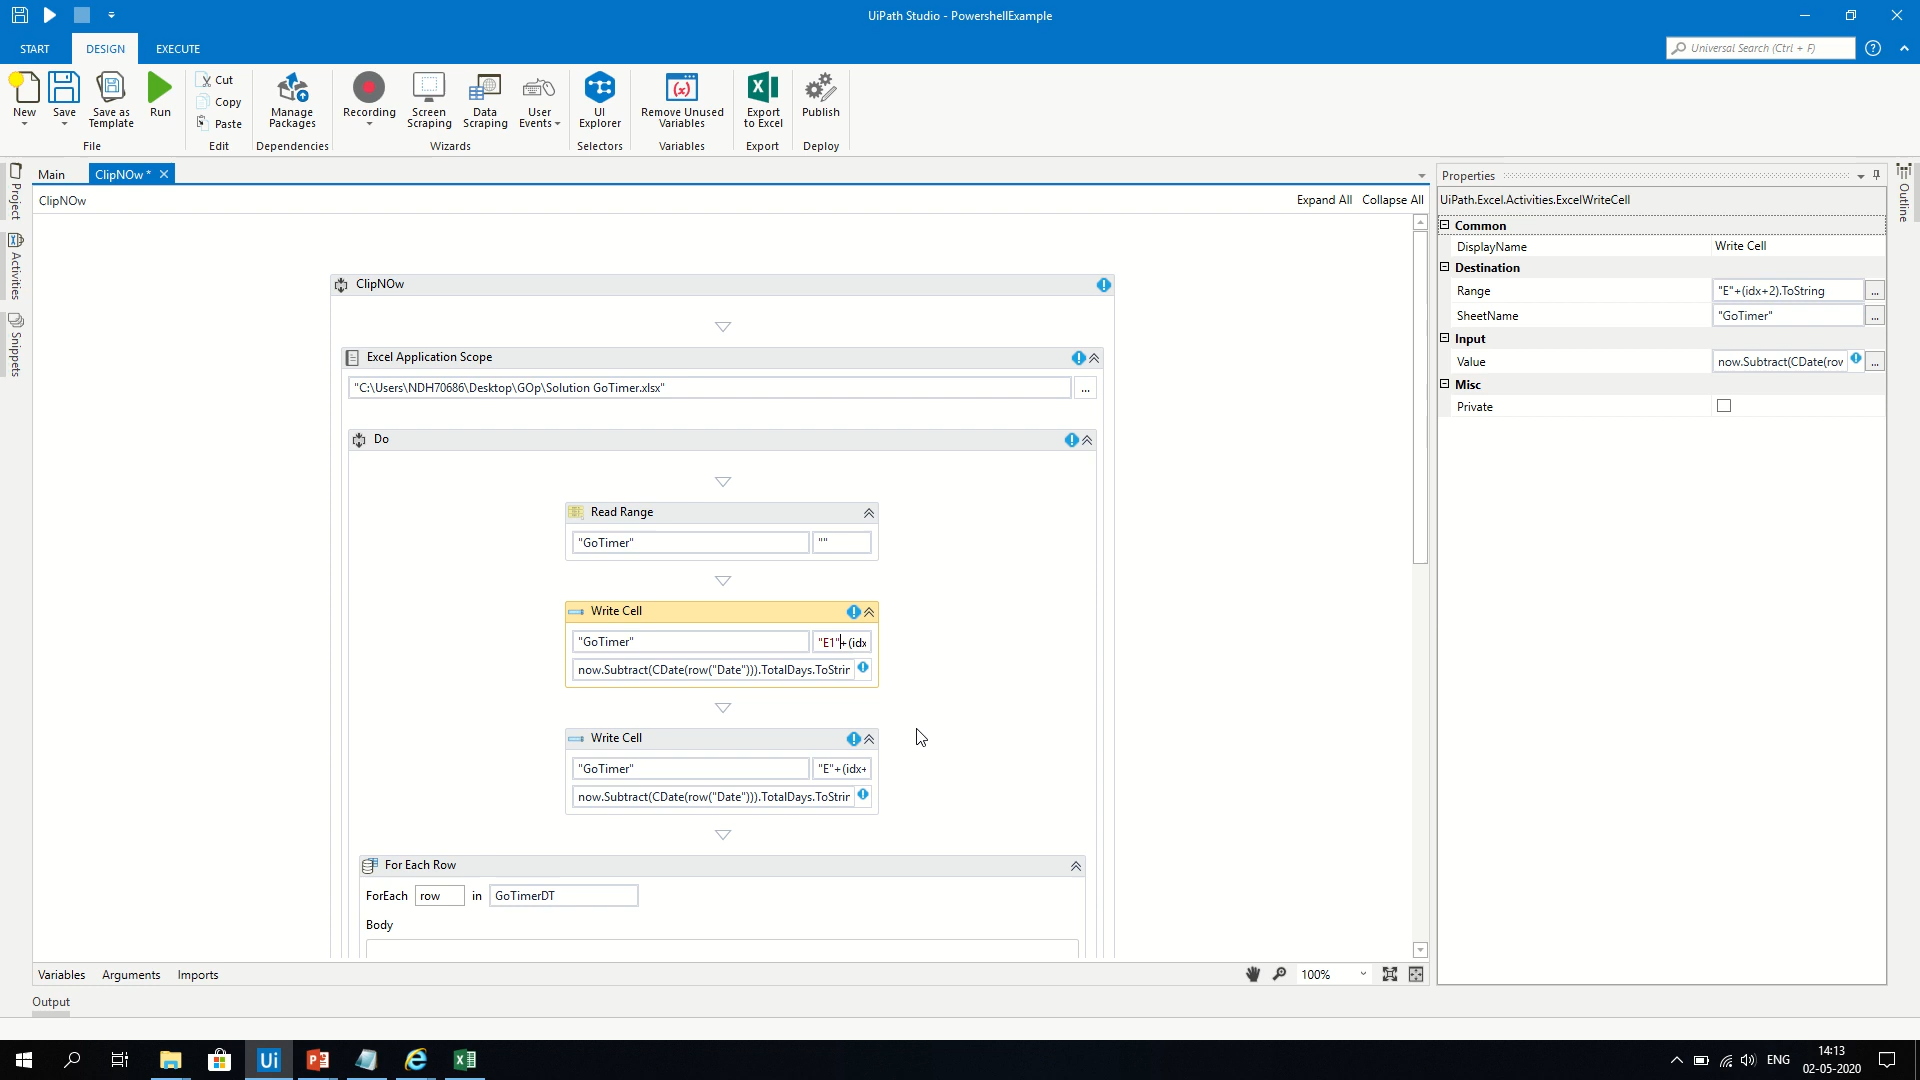 UiPath Studio - PowershellExample
START
DESIGN
EXECUTE
Universal Search (Ctrl + F)
New
Save
Save as Template
Run
Cut
Copy
Paste
Manage Packages
Recording
Screen Scraping
Data Scraping
User Events
UI Explorer
Remove Unused Variables
Export to Excel
Publish
File
Edit
Dependencies
Wizards
Selectors
Variables
Export
Deploy
Project
Activities
Snippets
Main
ClipNOw *
ClipNOw
Expand All
Collapse All
ClipNOw
Excel Application Scope
"C:\Users\NDH70686\Desktop\GOp\Solution GoTimer.xlsx"
...
Do
Read Range
"GoTimer"
""
Write Cell
"GoTimer"
"E1"+(idx
now.Subtract(CDate(row("Date"))).TotalDays.ToStrin
Write Cell
"GoTimer"
"E"+(idx+
now.Subtract(CDate(row("Date"))).TotalDays.ToStrin
For Each Row
ForEach
row
in
GoTimerDT
Body
Properties
UiPath.Excel.Activities.ExcelWriteCell
Common
DisplayName
Write Cell
Destination
Range
"E"+(idx+2).ToString
...
SheetName
"GoTimer"
...
Input
Value
now.Subtract(CDate(rov
...
Misc
Private
Outline
Variables
Arguments
Imports
100%
Output
Ui
ENG
14:13
02-05-2020